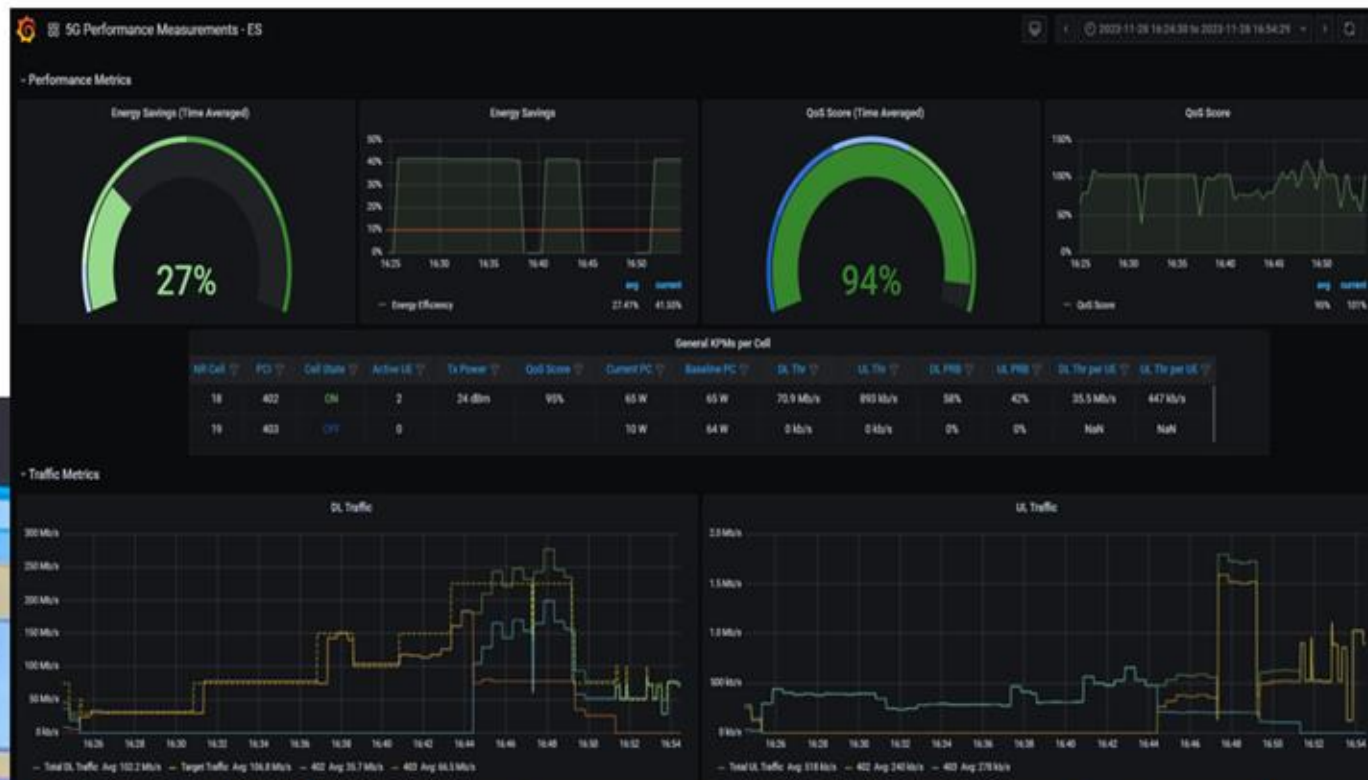 5G Performance Measurements - ES
2023-11-28 16:24:30 to 2023-11-28 16:54:29
Performance Metrics
Energy Savings (Time Averaged)
27%
Energy Savings
50%
40%
30%
20%
10%
0%
16:25 16:30 16:35 16:40 16:45 16:50
avg current
Energy Efficiency 27.41% 41.53%
QoS Score (Time Averaged)
94%
QoS Score
150%
100%
50%
0%
16:25 16:30 16:35 16:40 16:45 16:50
avg current
QoS Score 101%
General KPMs per Cell
NR Cell PCI Cell State Active UE Tx Power QoS Score Current PC Baseline PC DL Thr UL Thr DL PRB UL PRB DL Thr per UE UL Thr per UE
18 402 ON 2 24 dBm 95% 65 W 65 W 70.9 Mb/s 893 kb/s 58% 42% 35.5 Mb/s 447 kb/s
19 403 OFF 0 10 W 64 W 0 kb/s 0 kb/s 0% 0% NaN NaN
Traffic Metrics
DL Traffic
300 Mb/s
250 Mb/s
200 Mb/s
150 Mb/s
100 Mb/s
50 Mb/s
0 kb/s
16:26 16:28 16:30 16:32 16:34 16:36 16:38 16:40 16:42 16:44 16:46 16:48 16:50 16:52 16:54
Total DL Traffic Avg: 102.2 Mb/s Target Traffic Avg: 106.8 Mb/s 402 Avg: 35.7 Mb/s 403 Avg: 66.5 Mb/s
UL Traffic
2.0 Mb/s
1.5 Mb/s
1.0 Mb/s
500 kb/s
0 kb/s
16:26 16:28 16:30 16:32 16:34 16:36 16:38 16:40 16:42 16:44 16:46 16:48 16:50 16:52 16:54
Total UL Traffic Avg: 518 kb/s 402 Avg: 240 kb/s 403 Avg: 278 kb/s